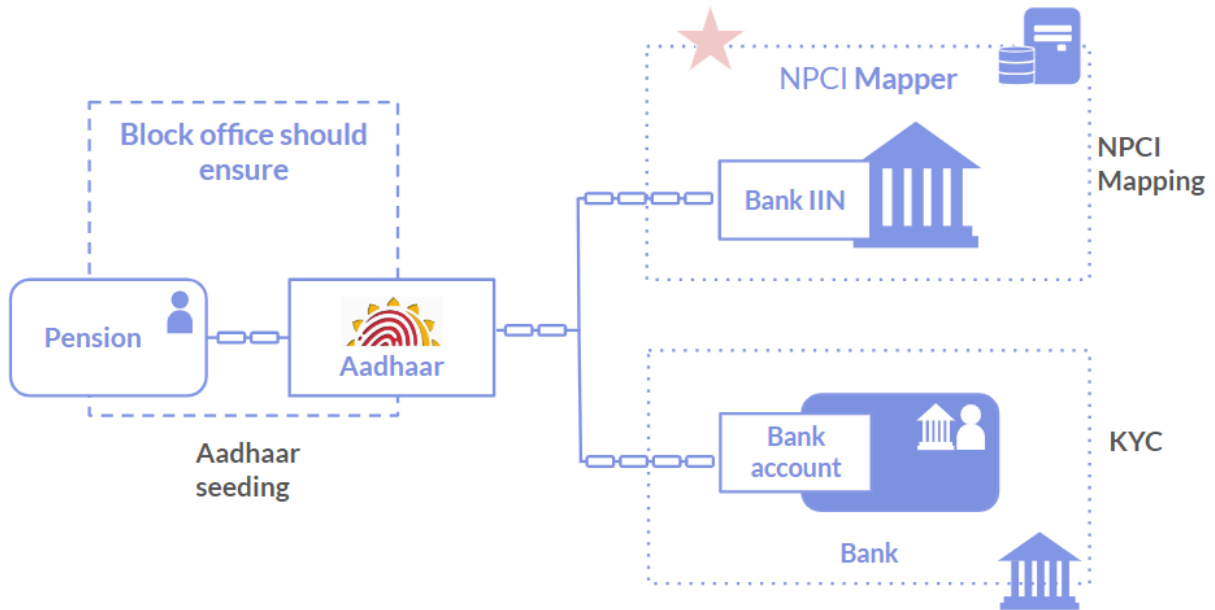 NPCI Mapper
Block office should
ensure
NPCI
Mapping
Bank IIN
Pension
Aadhaar
Aadhaar
seeding
Bank
account
KYC
Bank